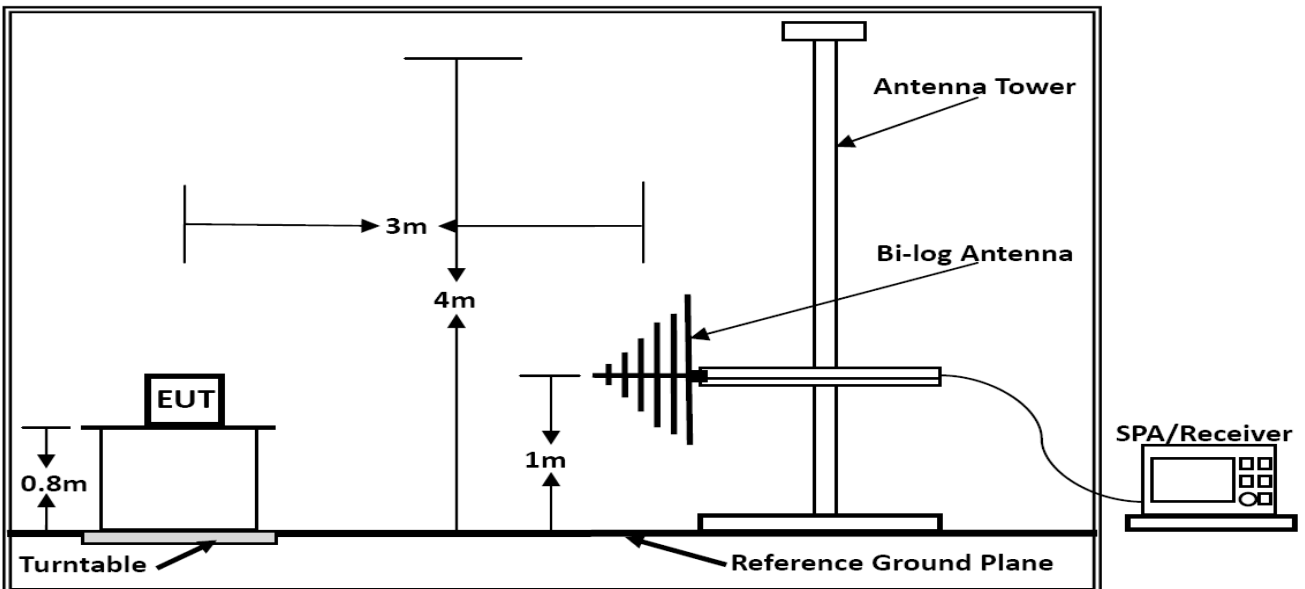 Antenna Tower
3m
Bi-log Antenna
4m
EUT
SPA/Receiver
1m
0.8m
Turntable
Reference Ground Plane